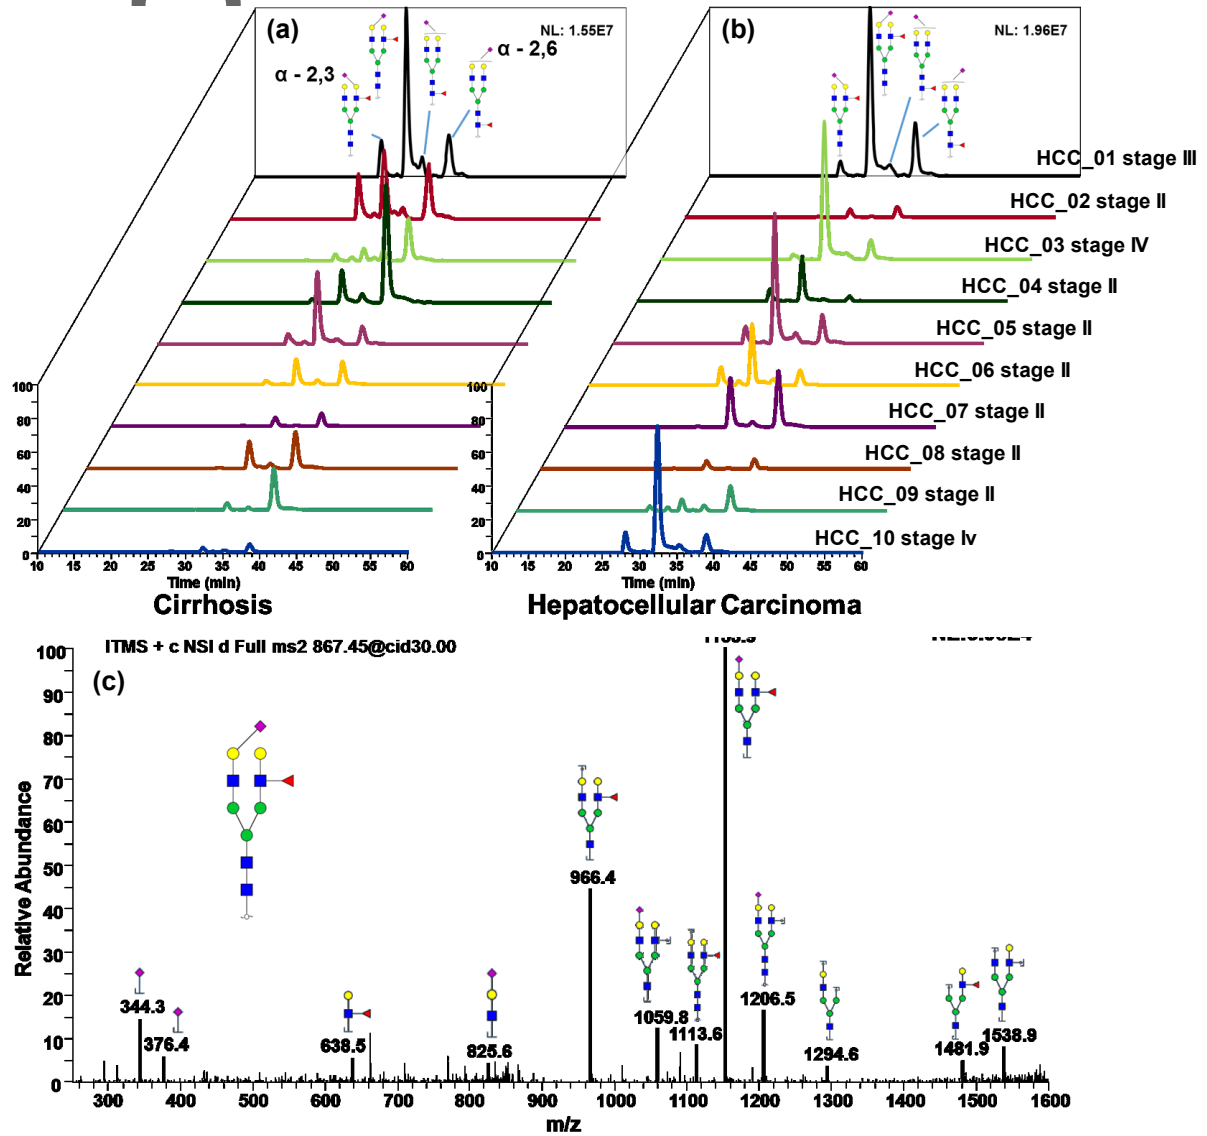 (a)
NL: 1.55E7
α - 2,3
α - 2,6
(b)
NL: 1.96E7
HCC_01 stage III
HCC_02 stage II
HCC_03 stage IV
HCC_04 stage II
HCC_05 stage II
HCC_06 stage II
HCC_07 stage II
HCC_08 stage II
HCC_09 stage II
HCC_10 stage Iv
100
80
60
40
20
0
10 15 20 25 30 35 40 45 50 55 60
Time (min)
Cirrhosis
100
80
60
40
20
0
10 15 20 25 30 35 40 45 50 55 60
Time (min)
Hepatocellular Carcinoma
ITMS + c NSI d Full ms2 867.45@cid30.00
(c)
Relative Abundance
100
90
80
70
60
50
40
30
20
10
0
344.3
376.4
638.5
825.6
966.4
1059.8
1113.6
1206.5
1294.6
1481.9
1538.9
300 400 500 600 700 800 900 1000 1100 1200 1300 1400 1500 1600
m/z